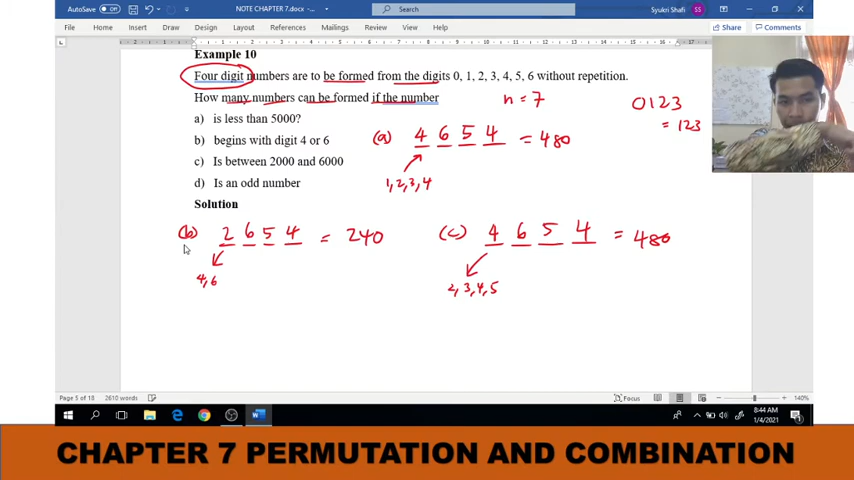 AutoSave Off
NOTE CHAPTER 7.docx
Search
Syukri Shafi SS
File Home Insert Draw Design Layout References Mailings Review View Help
Share Comments
Example 10
Four digit numbers are to be formed from the digits 0, 1, 2, 3, 4, 5, 6 without repetition.
How many numbers can be formed if the number
n = 7
0123
= 123
a) is less than 5000?
b) begins with digit 4 or 6
c) Is between 2000 and 6000
d) Is an odd number
(a) 4 6 5 4 = 480
1,2,3,4
Solution
(b) 2 6 5 4 = 240
4,6
(c) 4 6 5 4 = 480
2,3,4,5
Page 5 of 18 2610 words
Focus
140%
8:44 AM
1/4/2021
CHAPTER 7 PERMUTATION AND COMBINATION